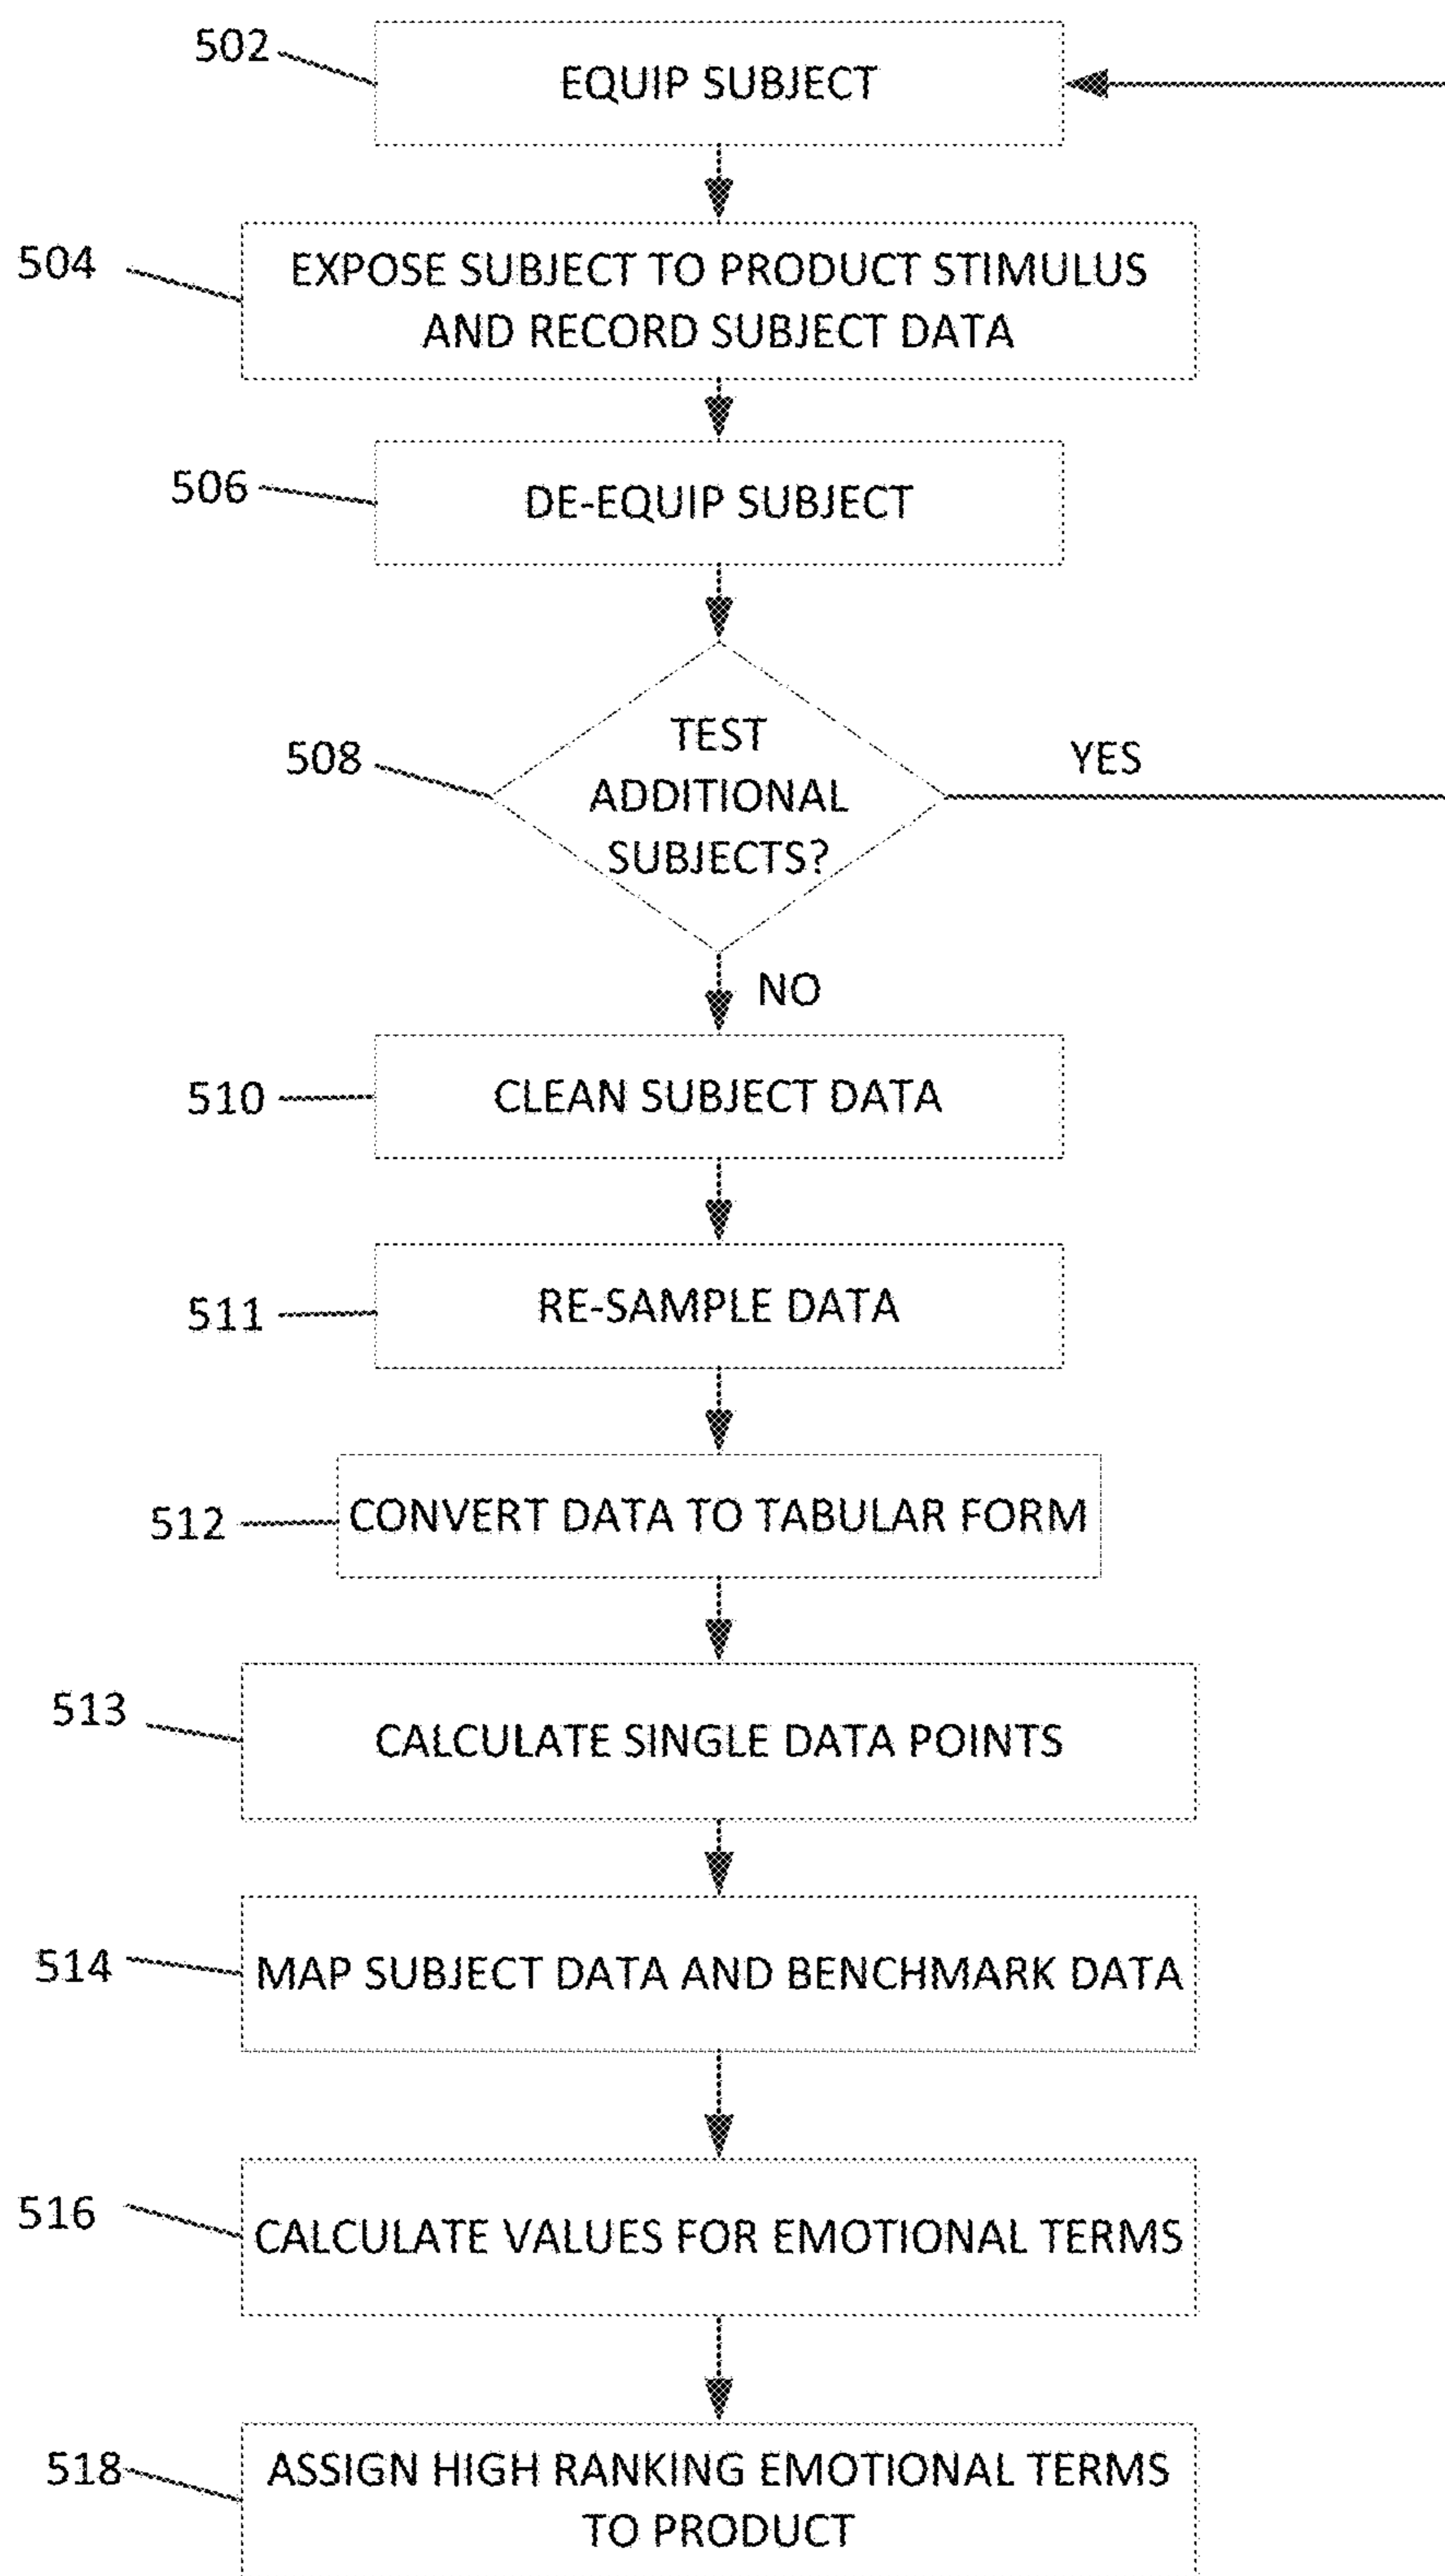 502
EQUIP SUBJECT
504
EXPOSE SUBJECT TO PRODUCT STIMULUS
AND RECORD SUBJECT DATA
506
DE-EQUIP SUBJECT
508
TEST
ADDITIONAL
SUBJECTS?
YES
NO
510
CLEAN SUBJECT DATA
511
RE-SAMPLE DATA
512
CONVERT DATA TO TABULAR FORM
513
CALCULATE SINGLE DATA POINTS
514
MAP SUBJECT DATA AND BENCHMARK DATA
516
CALCULATE VALUES FOR EMOTIONAL TERMS
518
ASSIGN HIGH RANKING EMOTIONAL TERMS
TO PRODUCT